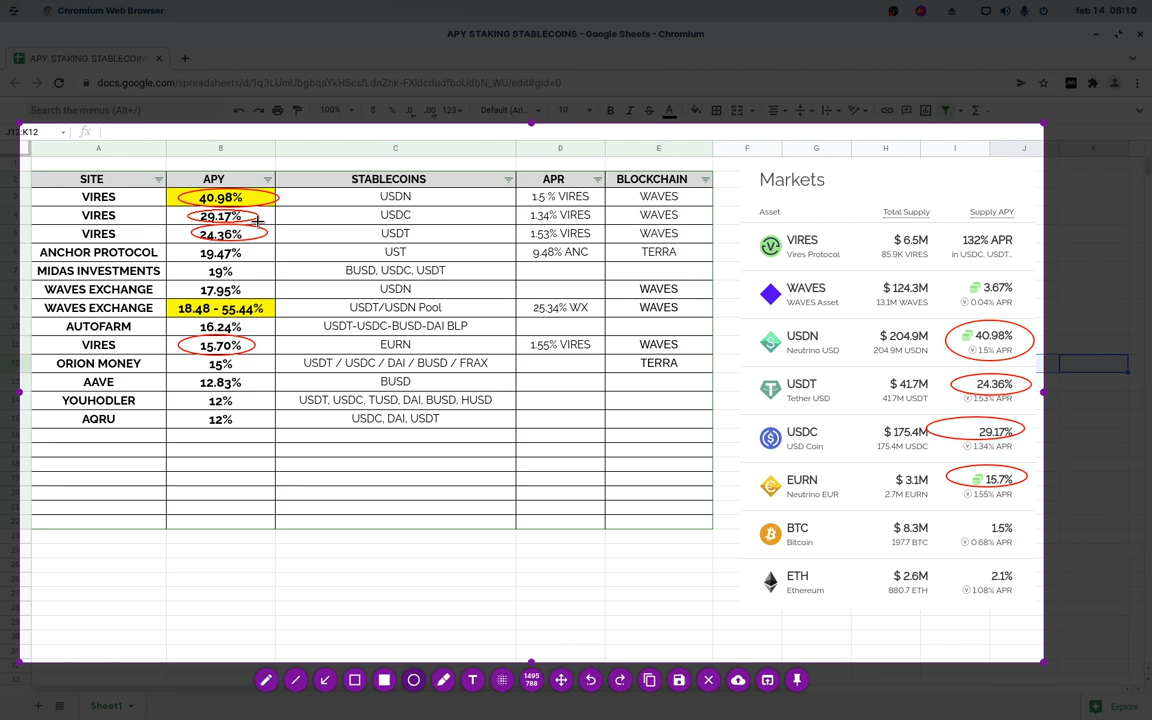 Chromium Web Browser
feb 14 08:10
APY STAKING STABLECOINS - Google Sheets - Chromium
APY STAKING STABLECOIN
docs.google.com/spreadsheets/d/1q3LUmUbgbqaYkHScsfLdnZhk-FXldcdudfboUdbN_WU/edit#gid=0
Search the menus (Alt+/) 100% $ % .0 .00 123 Default (Ari... 10 B I S A
J12:K12 fx
A B C D E F G H I J K
SITE APY STABLECOINS APR BLOCKCHAIN
VIRES 40.98% USDN 1.5 % VIRES WAVES
VIRES 29.17% USDC 1.34% VIRES WAVES
VIRES 24.36% USDT 1.53% VIRES WAVES
ANCHOR PROTOCOL 19.47% UST 9.48% ANC TERRA
MIDAS INVESTMENTS 19% BUSD, USDC, USDT
WAVES EXCHANGE 17.95% USDN WAVES
WAVES EXCHANGE 18.48 - 55.44% USDT/USDN Pool 25.34% WX WAVES
AUTOFARM 16.24% USDT-USDC-BUSD-DAI BLP
VIRES 15.70% EURN 1.55% VIRES WAVES
ORION MONEY 15% USDT / USDC / DAI / BUSD / FRAX TERRA
AAVE 12.83% BUSD
YOUHODLER 12% USDT, USDC, TUSD, DAI, BUSD, HUSD
AQRU 12% USDC, DAI, USDT
Markets
Asset Total Supply Supply APY
VIRES $ 6.5M 132% APR
Vires Protocol 85.9K VIRES in USDC, USDT...
WAVES $ 124.3M 3.67%
WAVES Asset 13.1M WAVES 0.04% APR
USDN $ 204.9M 40.98%
Neutrino USD 204.9M USDN 1.5% APR
USDT $ 41.7M 24.36%
Tether USD 41.7M USDT 1.53% APR
USDC $ 175.4M 29.17%
USD Coin 175.4M USDC 1.34% APR
EURN $ 3.1M 15.7%
Neutrino EUR 2.7M EURN 1.55% APR
BTC $ 8.3M 1.5%
Bitcoin 197.7 BTC 0.68% APR
ETH $ 2.6M 2.1%
Ethereum 880.7 ETH 1.08% APR
T 1495
788
Sheet1 Explore